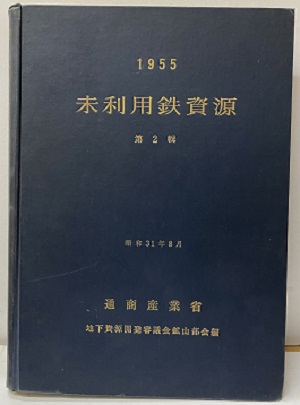 1955
未利用鉄資源
第2輯
昭和31年8月
通商産業省
地下資源開発審議会鉱山部会編